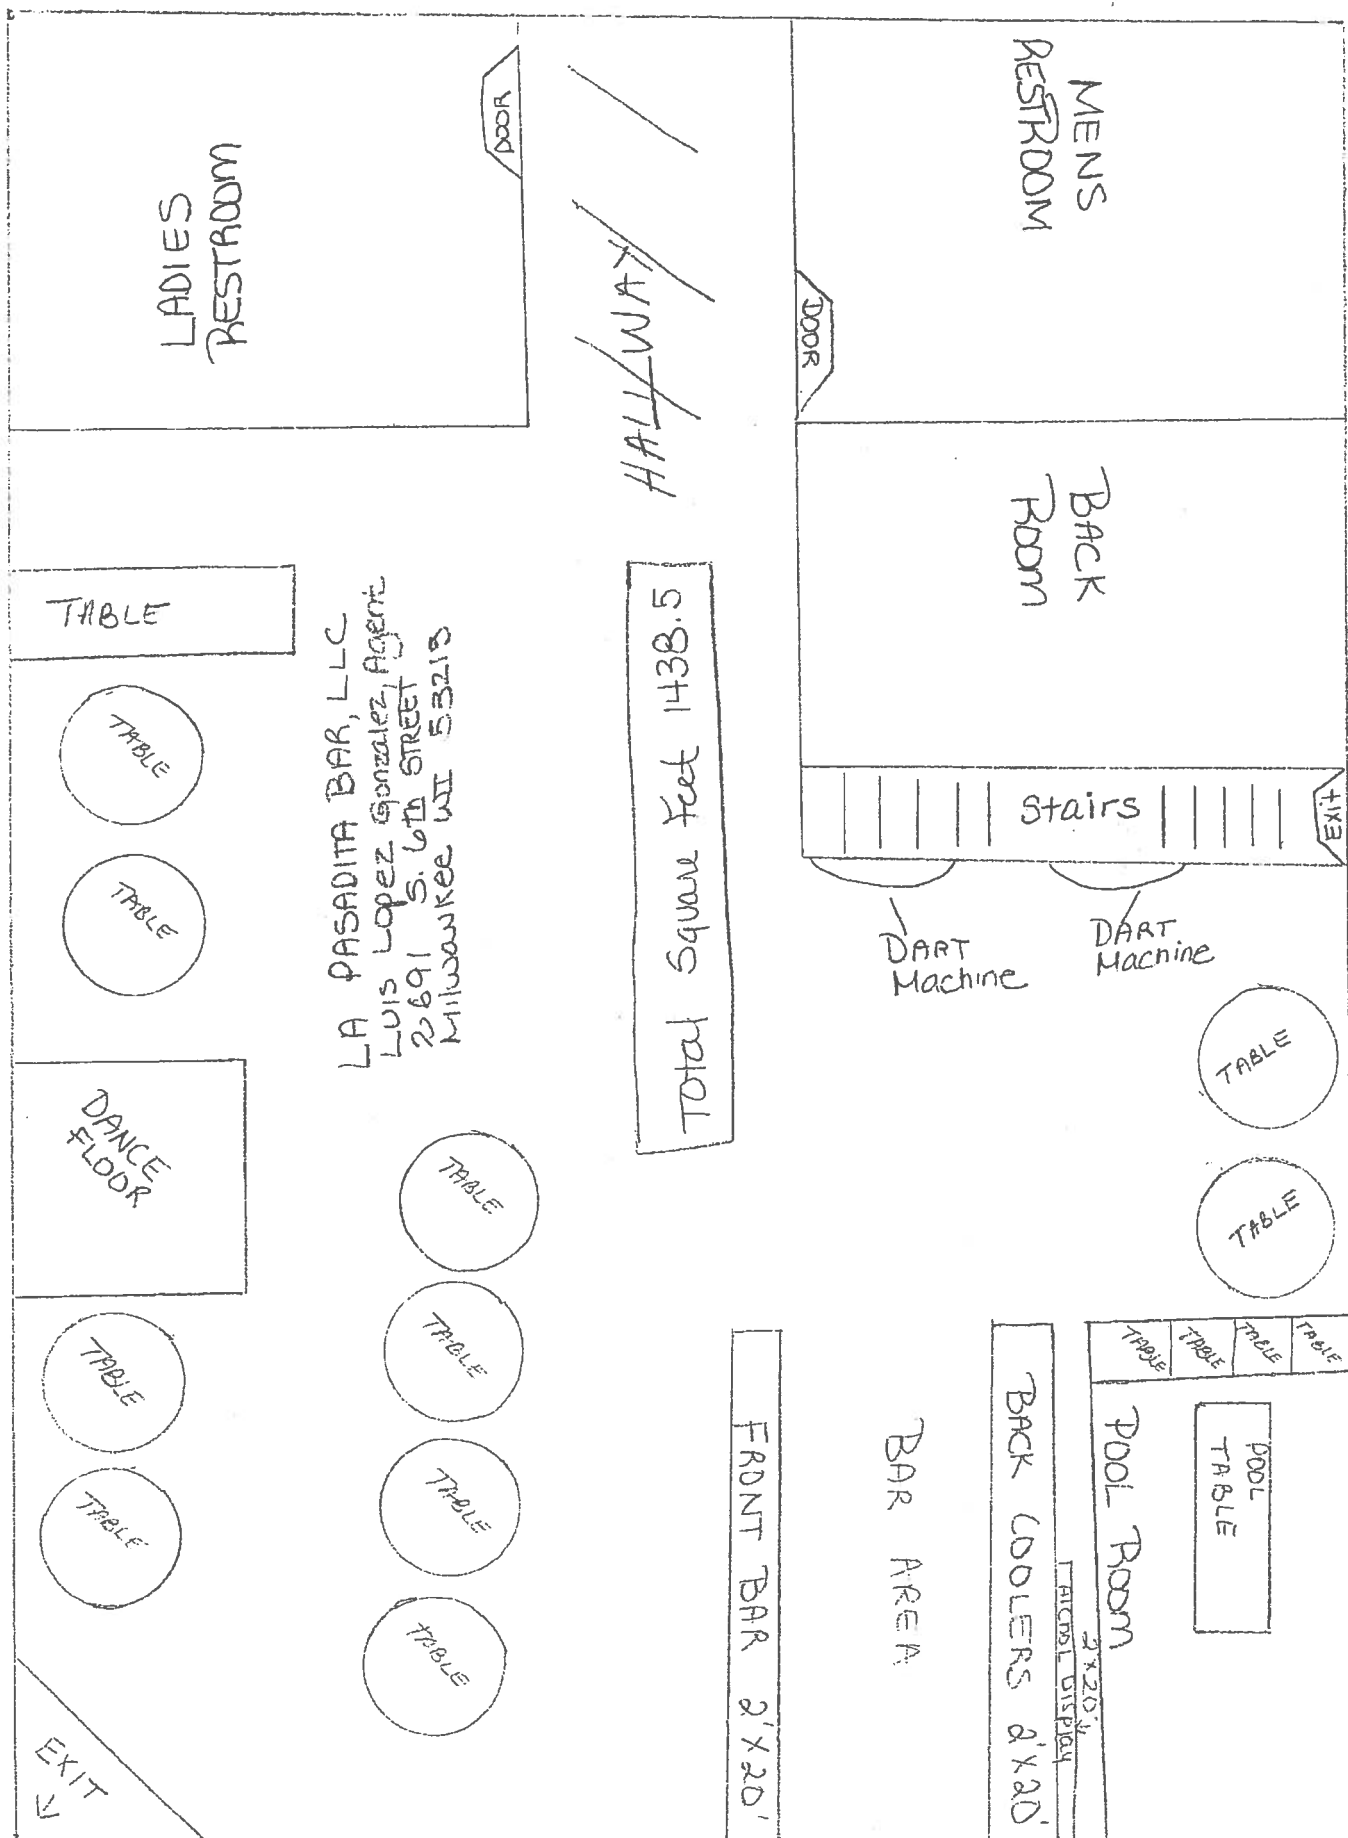 MENS
RESTROOM
DOOR
LADIES
RESTROOM
DOOR
HALLWAY
BACK
ROOM
TABLE
LA PASADITA BAR, LLC
LUIS LOPEZ Gonzalez, Agent
2691 S. 6TH STREET
Milwaukee WI 53215
Total Square Feet 1438.5
Stairs
EXIT
TABLE
TABLE
DART
Machine
DART
Machine
TABLE
TABLE
DANCE
FLOOR
TABLE
TABLE
TABLE
TABLE
TABLE
TABLE
TABLE
TABLE
TABLE
TABLE
FRONT BAR 2'X20'
BAR AREA
BACK COOLERS 2'X20'
2'X20'
DISPlay
POOL ROOM
POOL
TABLE
EXIT